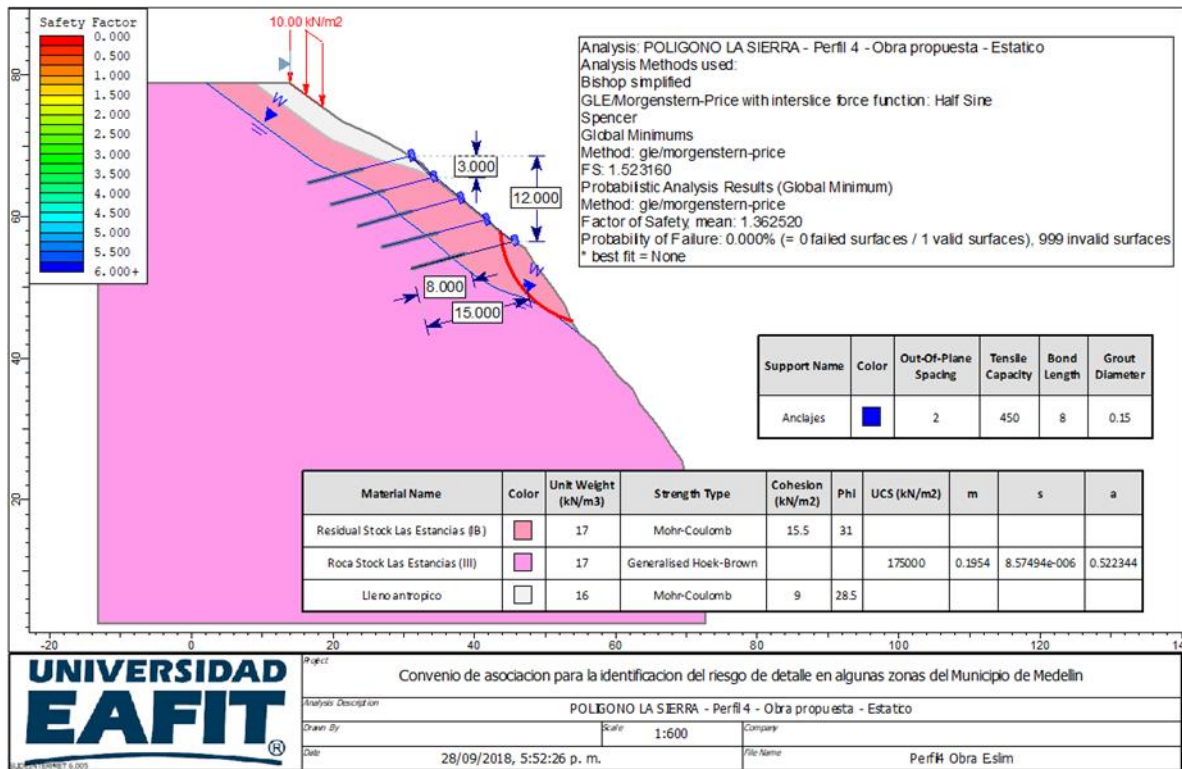 Safety Factor
0.000
0.500
1.000
1.500
2.000
2.500
3.000
3.500
4.000
4.500
5.000
5.500
6.000+
10.00 kN/m2
Analysis: POLIGONO LA SIERRA - Perfil 4 - Obra propuesta - Estatico
Analysis Methods used:
Bishop simplified
GLE/Morgenstern-Price with interslice force function: Half Sine
Spencer
Global Minimums
Method: gle/morgenstern-price
FS: 1.523160
Probabilistic Analysis Results (Global Minimum)
Method: gle/morgenstern-price
Factor of Safety, mean: 1.362520
Probability of Failure: 0.000% (= 0 failed surfaces / 1 valid surfaces), 999 invalid surfaces
* best fit = None
80
60
40
20
W
W
3.000
12.000
8.000
15.000
Support Name Color Out-Of-Plane Spacing Tensile Capacity Bond Length Grout Diameter
Anclajes 2 450 8 0.15
Material Name Color Unit Weight (kN/m3) Strength Type Cohesion (kN/m2) Phi UCS (kN/m2) m s a
Residual Stock Las Estancias (IB) 17 Mohr-Coulomb 15.5 31
Roca Stock Las Estancias (III) 17 Generalised Hoek-Brown 175000 0.1954 8.57494e-006 0.522344
Lleno antropico 16 Mohr-Coulomb 9 28.5
-20 0 20 40 60 80 100 120 14
UNIVERSIDAD
EAFIT®
SLIDEINTERPRET 6.005
Project
Convenio de asociacion para la identificacion del riesgo de detalle en algunas zonas del Municipio de Medellin
Analysis Description
POLIGONO LA SIERRA - Perfil 4 - Obra propuesta - Estatico
Drawn By
Scale
1:600
Company
Date
28/09/2018, 5:52:26 p. m.
File Name
Perfil4 Obra E.slim